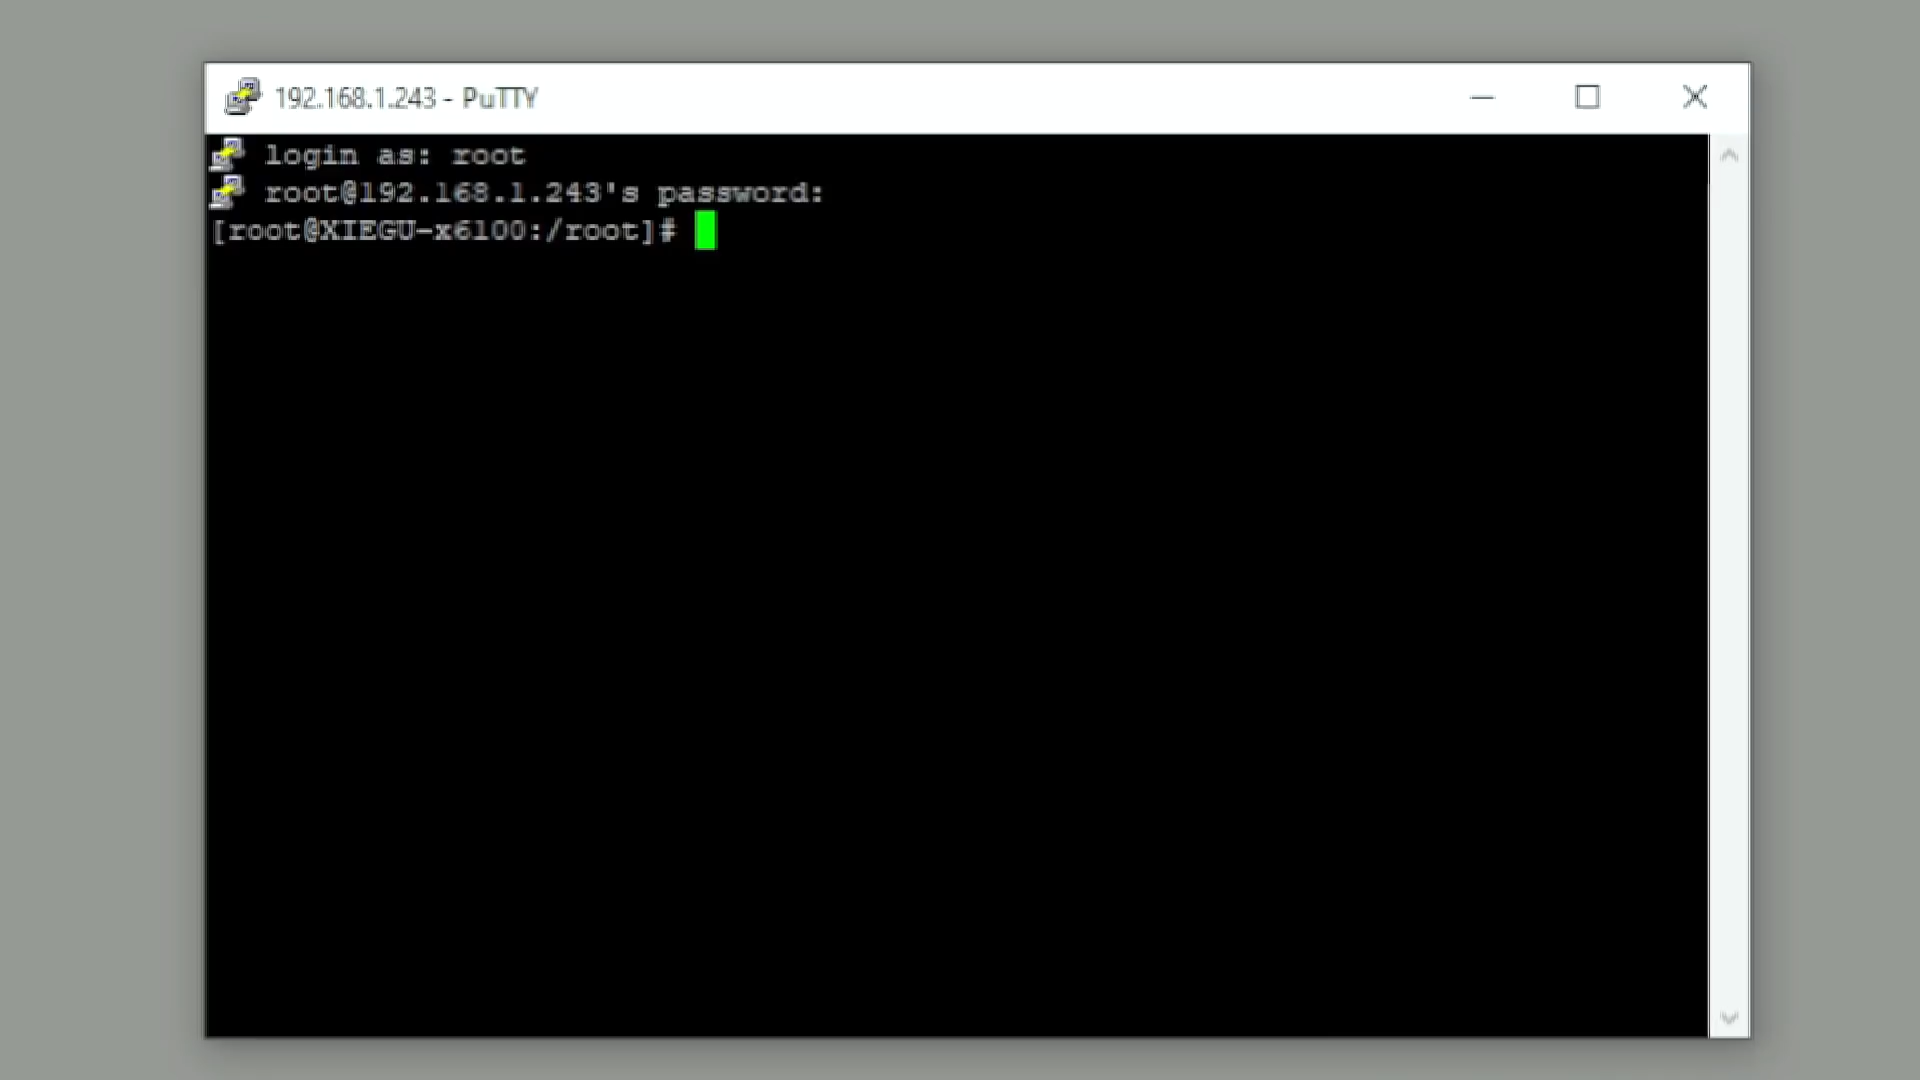 192.168.1.243 - PuTTY
login as: root
root@192.168.1.243's password:
[root@XIEGU-x6100:/root]#